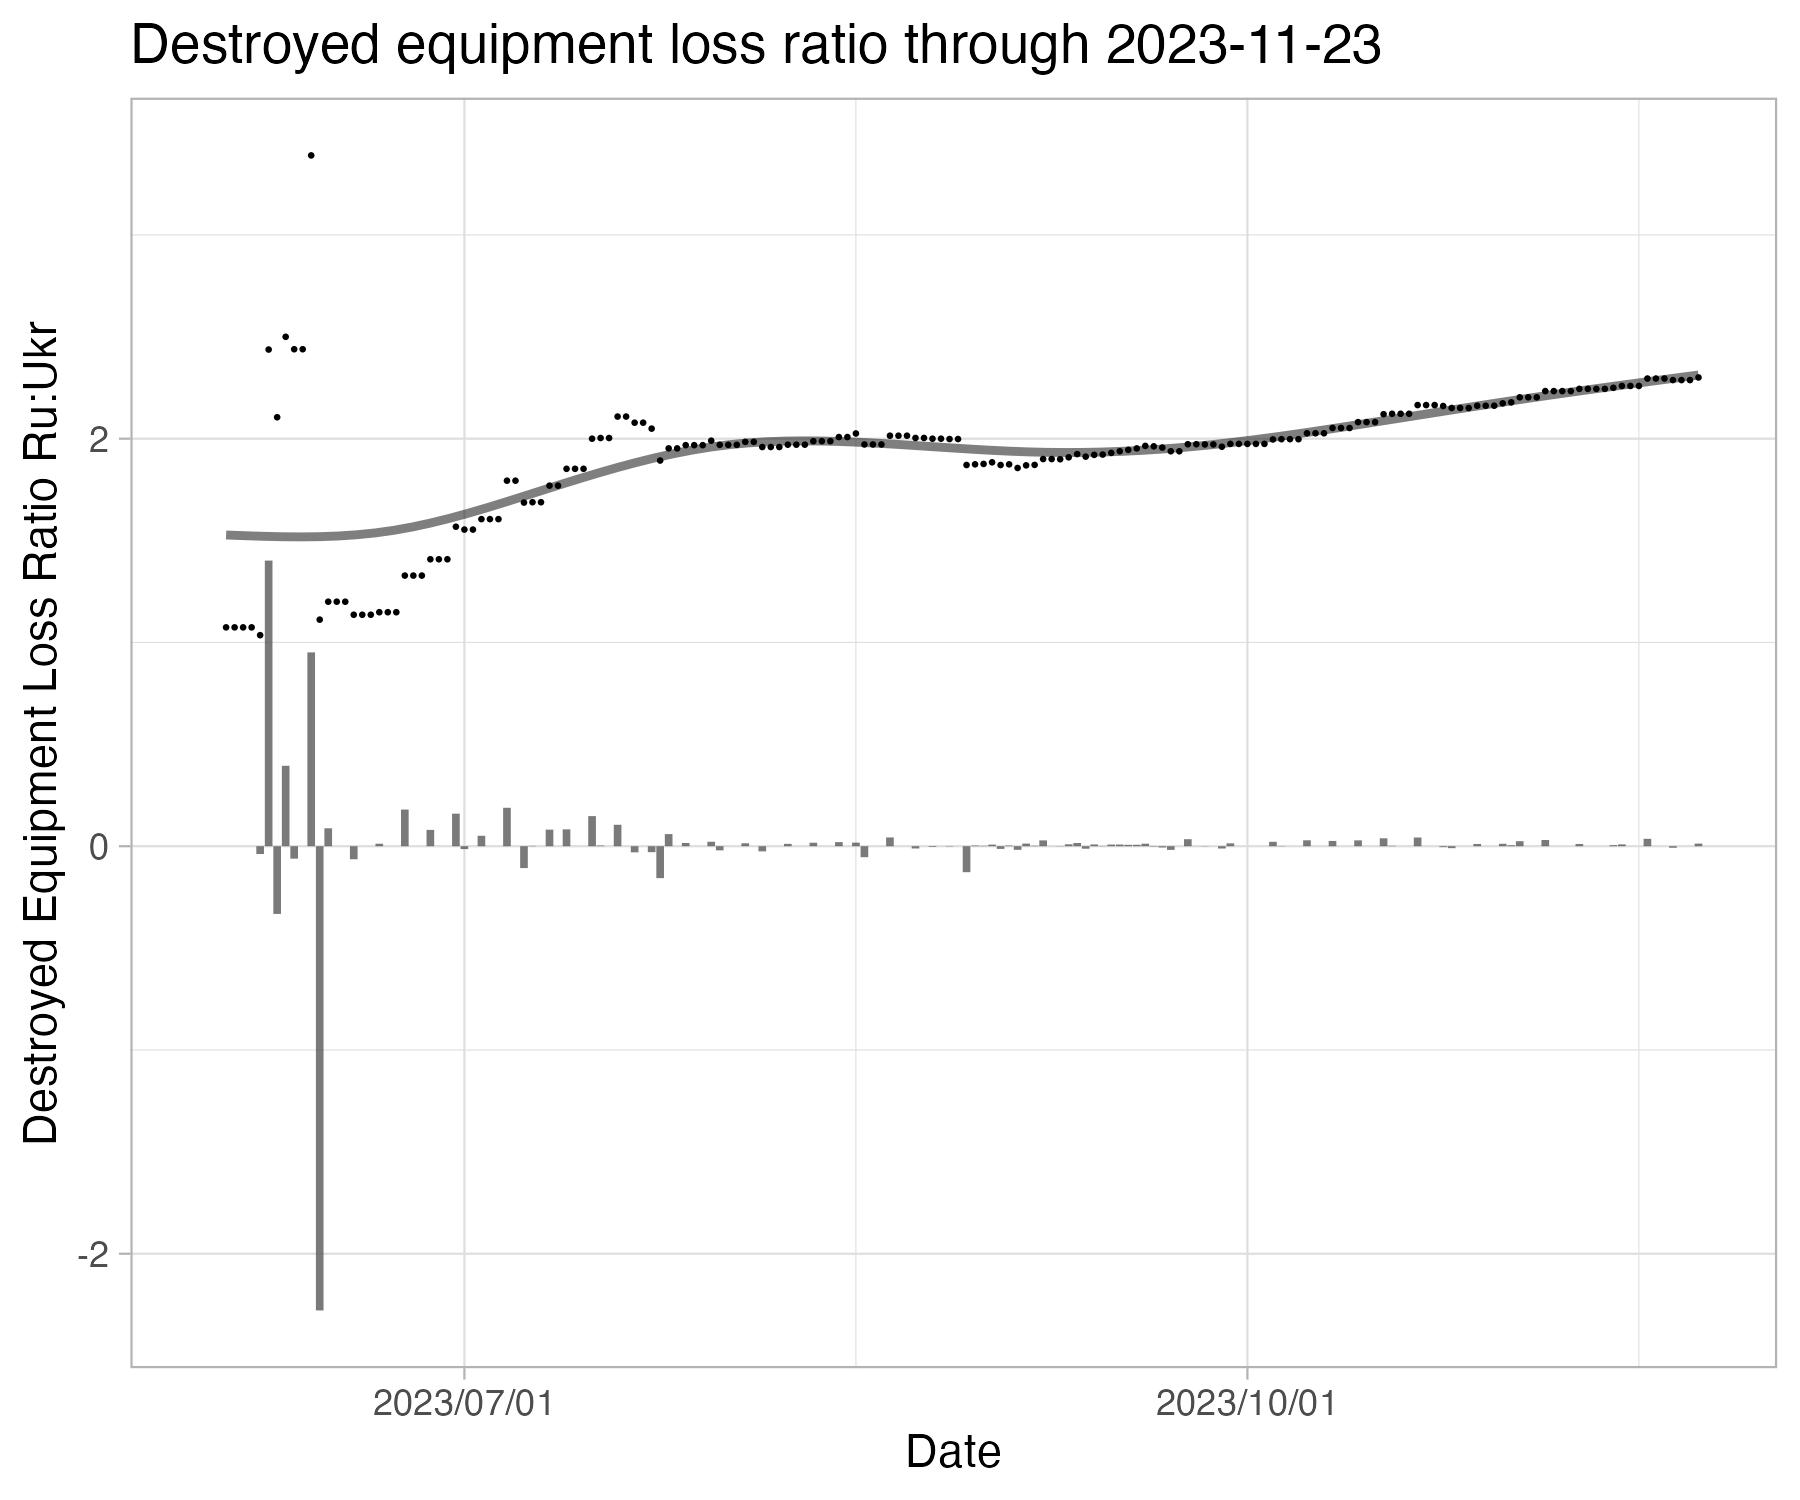 Destroyed equipment loss ratio through 2023-11-23
Destroyed Equipment Loss Ratio Ru:Ukr
2
0
-2
2023/07/01
2023/10/01
Date